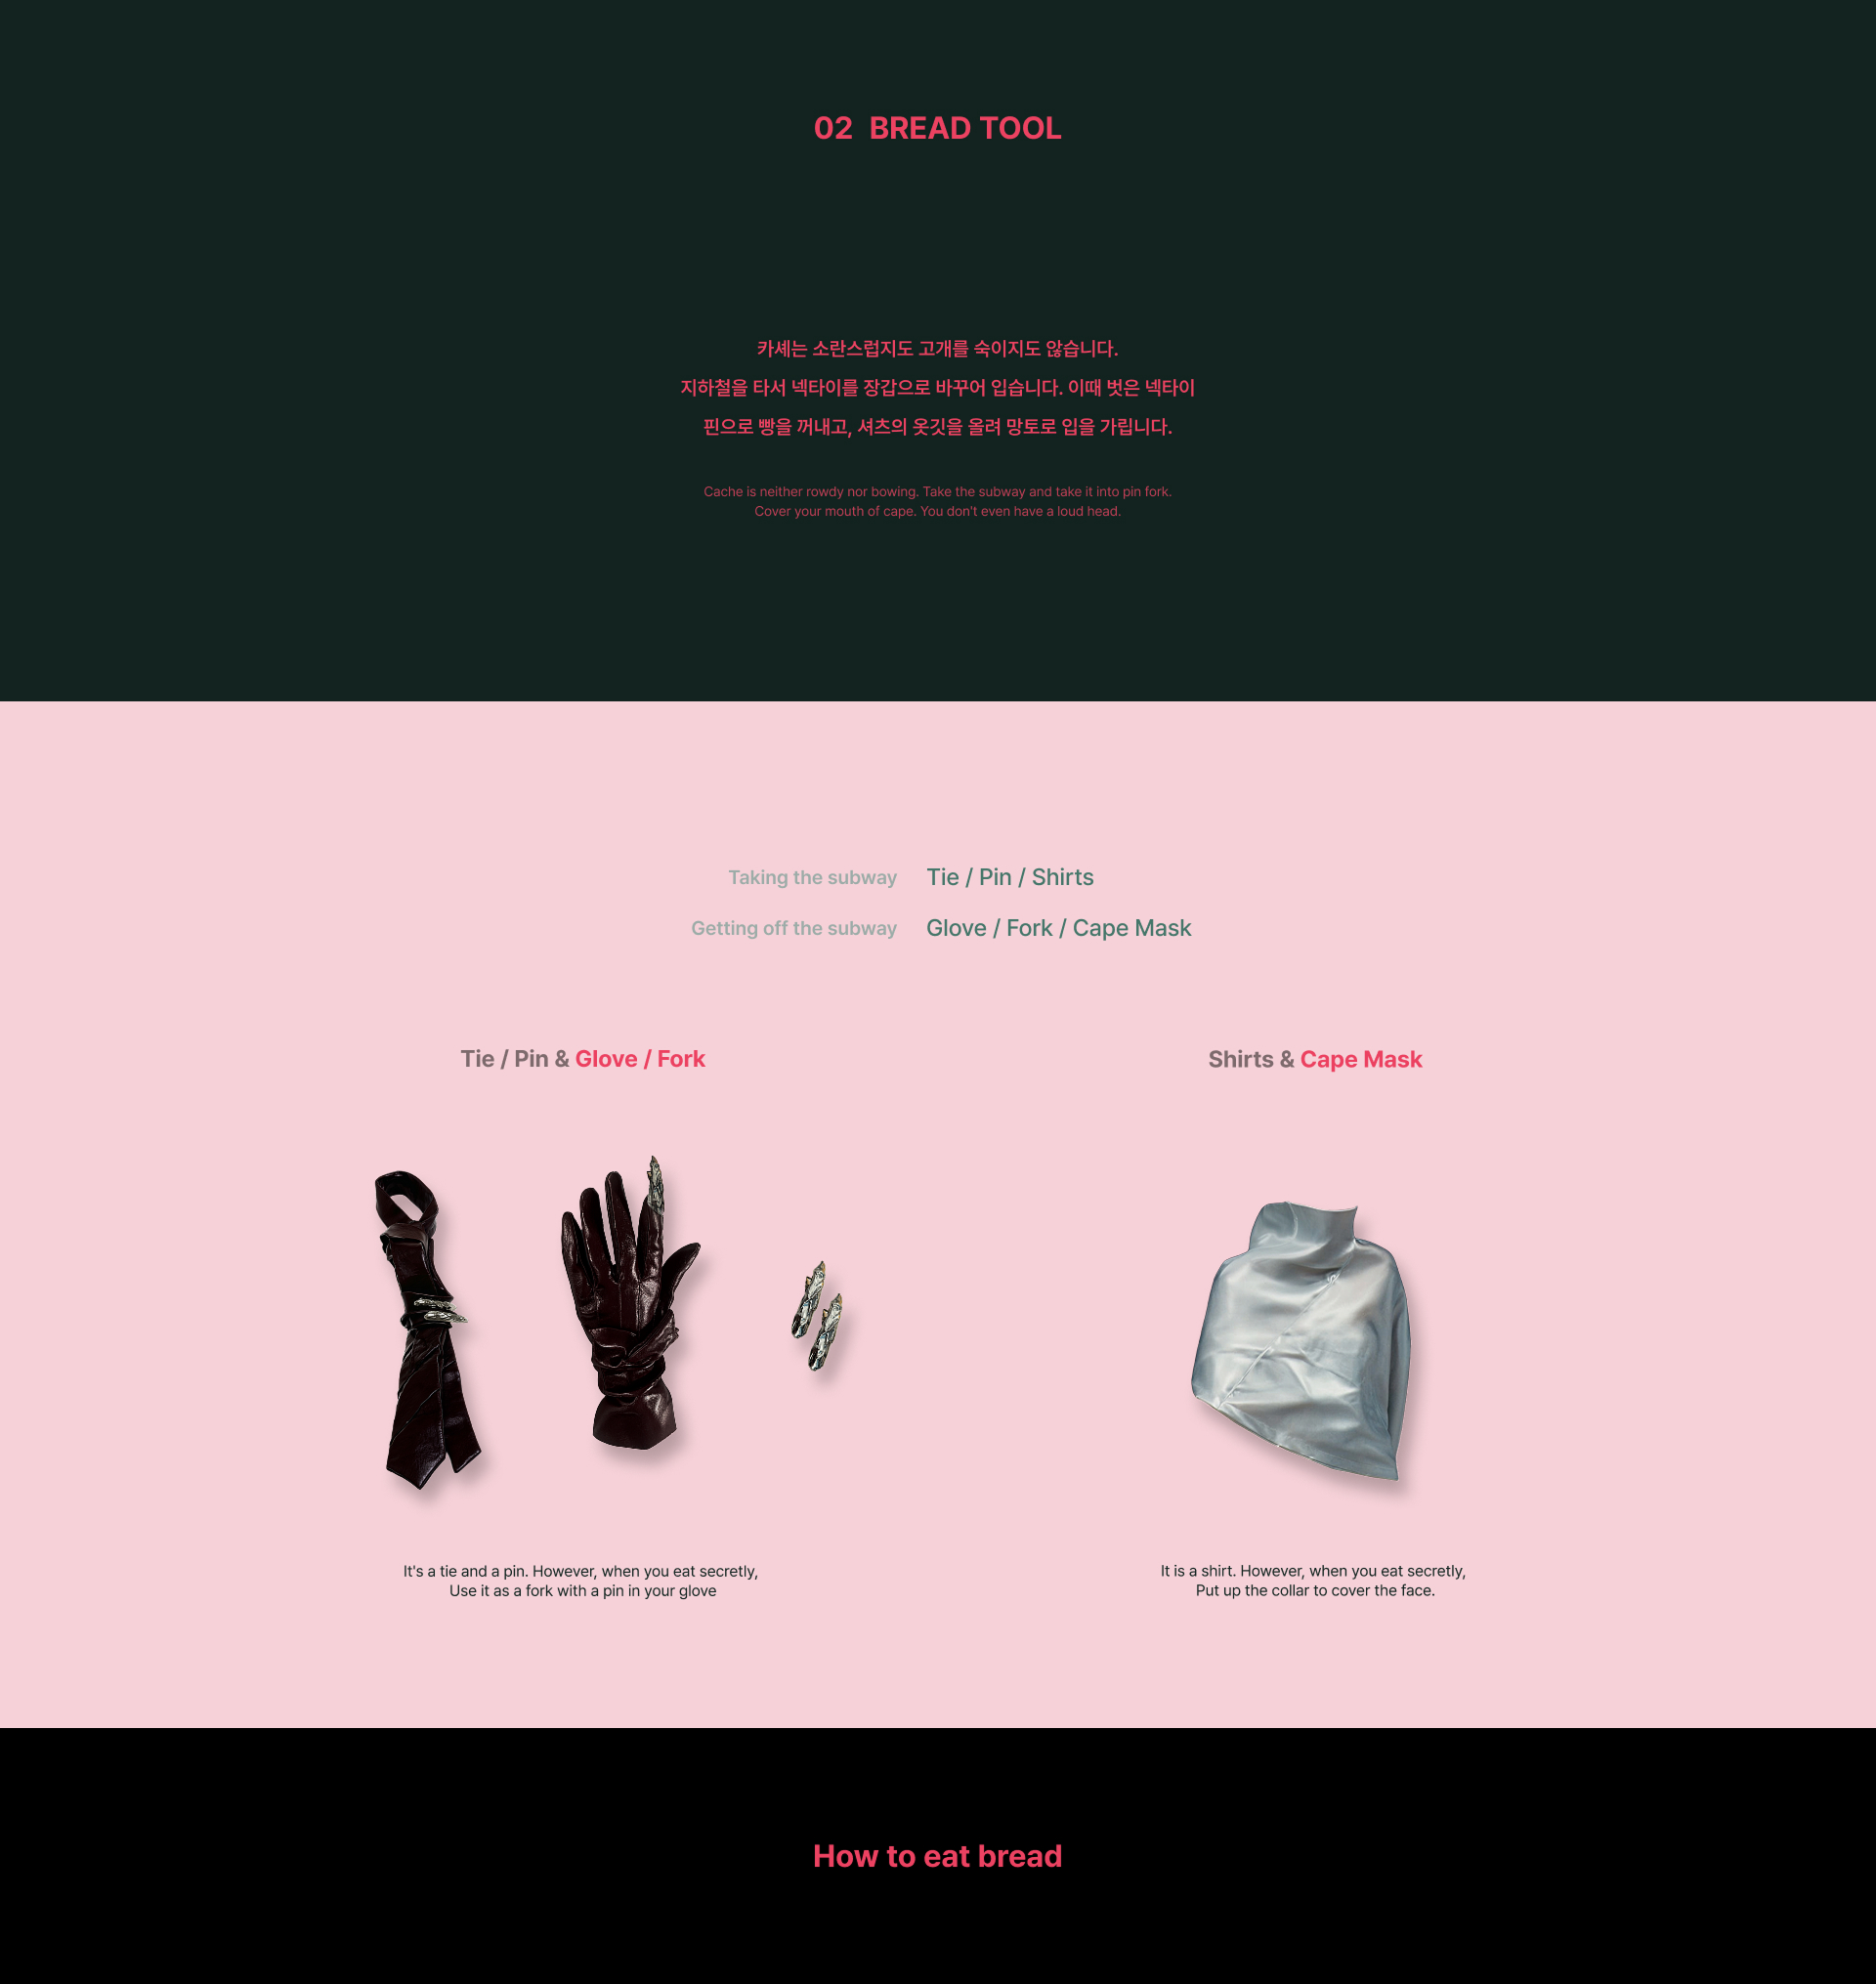 02 BREAD TOOL
카셰는 소란스럽지도 고개를 숙이지도 않습니다.
지하철을 타서 넥타이를 장갑으로 바꾸어 입습니다. 이때 벗은 넥타이
핀으로 빵을 꺼내고, 셔츠의 옷깃을 올려 망토로 입을 가립니다.
Cache is neither rowdy nor bowing. Take the subway and take it into pin fork.
Cover your mouth of cape. You don't even have a loud head.
Taking the subway Tie / Pin / Shirts
Getting off the subway Glove / Fork / Cape Mask
Tie / Pin & Glove / Fork
Shirts & Cape Mask
It's a tie and a pin. However, when you eat secretly,
Use it as a fork with a pin in your glove
It is a shirt. However, when you eat secretly,
Put up the collar to cover the face.
How to eat bread